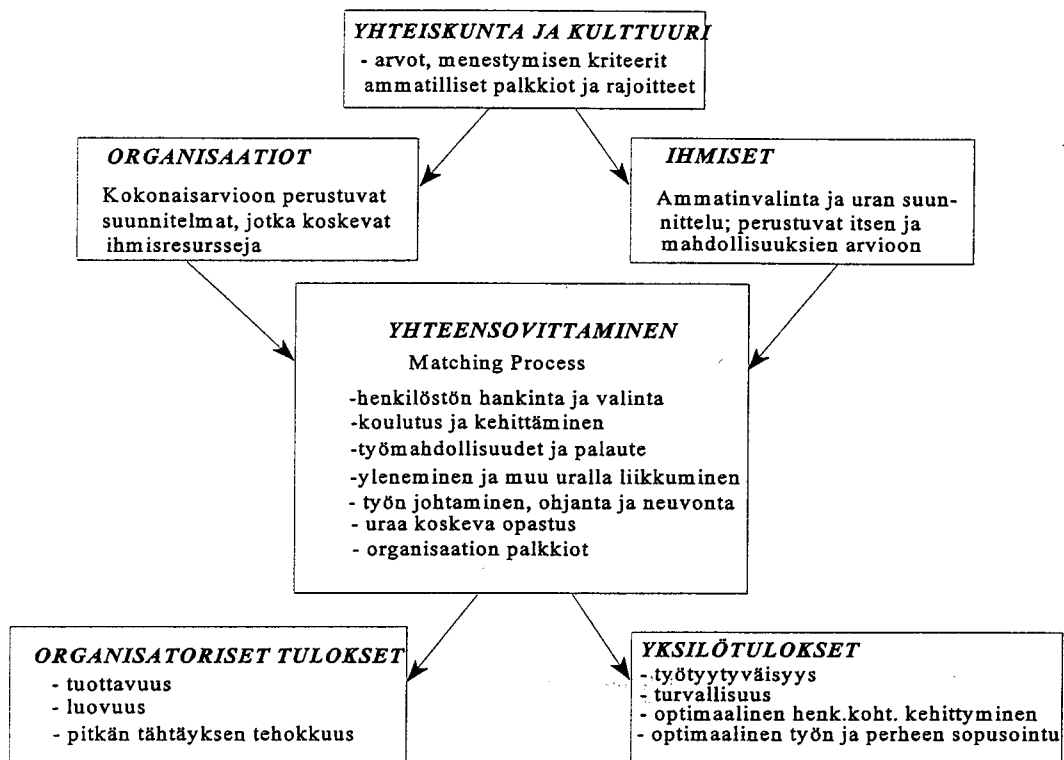 YHTEISKUNTA JA KULTTUURI
- arvot, menestymisen kriteerit
ammatilliset palkkiot ja rajoitteet
ORGANISAATIOT
Kokonaisarvioon perustuvat
suunnitelmat, jotka koskevat
ihmisresursseja
IHMISET
Ammatinvalinta ja uran suun-
nittelu; perustuvat itsen ja
mahdollisuuksien arvioon
YHTEENSOVITTAMINEN
Matching Process
-henkilöstön hankinta ja valinta
-koulutus ja kehittäminen
-työmahdollisuudet ja palaute
-yleneminen ja muu uralla liikkuminen
- työn johtaminen, ohjanta ja neuvonta
- uraa koskeva opastus
- organisaation palkkiot
ORGANISATORISET TULOKSET
- tuottavuus
- luovuus
- pitkän tähtäyksen tehokkuus
YKSILÖTULOKSET
- työtyytyväisyys
- turvallisuus
- optimaalinen henk.koht. kehittyminen
- optimaalinen työn ja perheen sopusointu